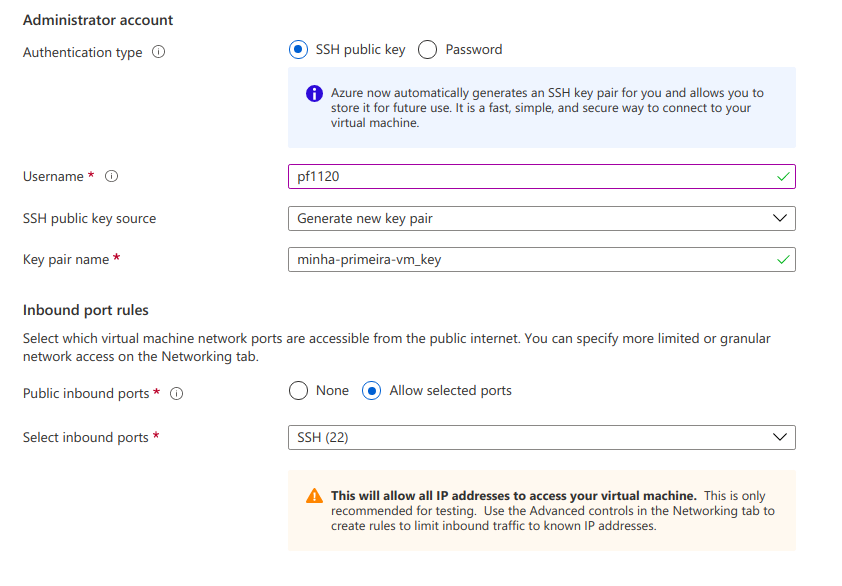 Administrator account
Authentication type
SSH public key
Password
Azure now automatically generates an SSH key pair for you and allows you to
store it for future use. It is a fast, simple, and secure way to connect to your
virtual machine.
Username *
pf1120
SSH public key source
Generate new key pair
Key pair name *
minha-primeira-vm_key
Inbound port rules
Select which virtual machine network ports are accessible from the public internet. You can specify more limited or granular
network access on the Networking tab.
Public inbound ports *
None
Allow selected ports
Select inbound ports *
SSH (22)
This will allow all IP addresses to access your virtual machine. This is only
recommended for testing. Use the Advanced controls in the Networking tab to
create rules to limit inbound traffic to known IP addresses.